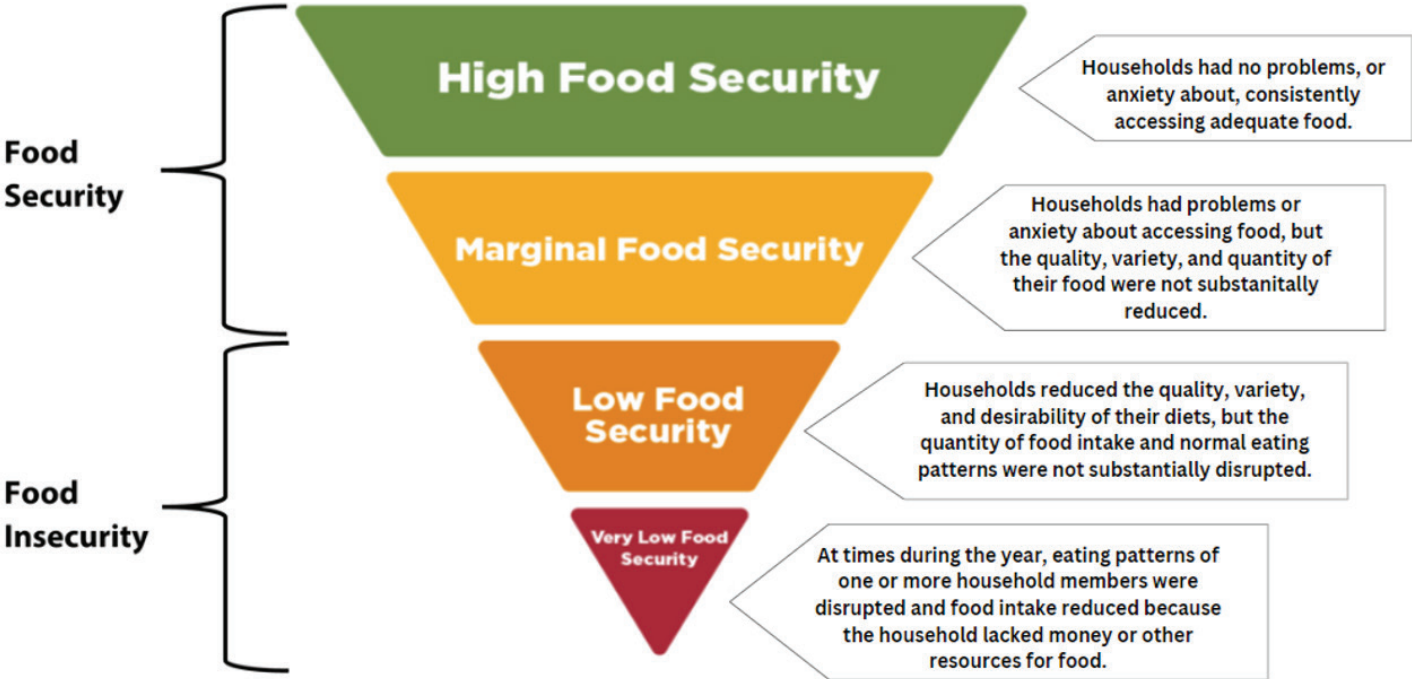 Food
Security
High Food Security
Households had no problems, or
anxiety about, consistently
accessing adequate food.
Marginal Food Security
Households had problems or
anxiety about accessing food, but
the quality, variety, and quantity of
their food were not substanitally
reduced.
Food
Insecurity
Low Food
Security
Households reduced the quality, variety,
and desirability of their diets, but the
quantity of food intake and normal eating
patterns were not substantially disrupted.
Very Low Food
Security
At times during the year, eating patterns of
one or more household members were
disrupted and food intake reduced because
the household lacked money or other
resources for food.